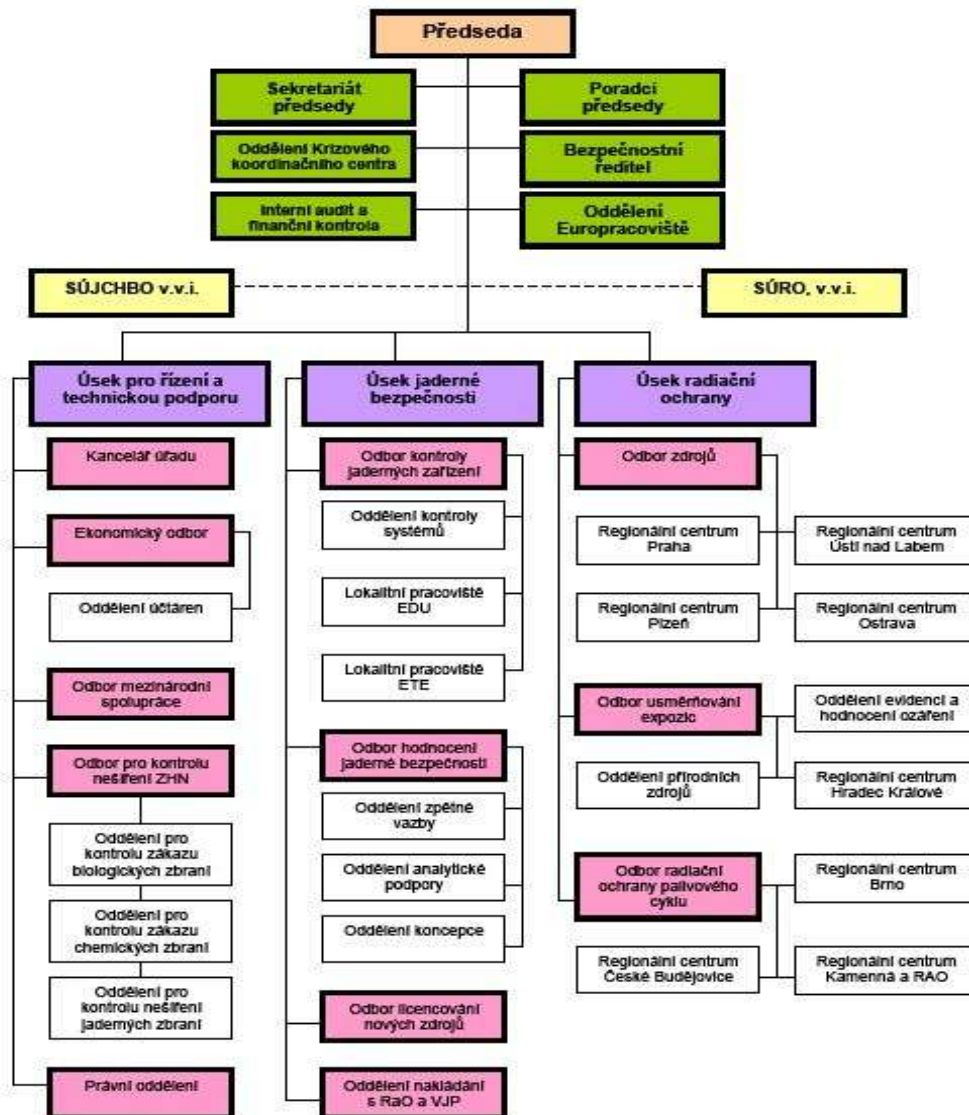 Předseda
Sekretariát
předsedy
Poradci
předsedy
Oddělení Krizového
koordinačního centra
Bezpečnostní
ředitel
Interní audit a
finanční kontrola
Oddělení
Europracoviště
SÚJCHBO v.v.i.
SÚRO, v.v.i.
Úsek pro řízení a
technickou podporu
Kancelář úřadu
Ekonomický odbor
Oddělení účtáren
Odbor mezinárodní
spolupráce
Odbor pro kontrolu
nešíření ZHN
Oddělení pro
kontrolu zákazu
biologických zbraní
Oddělení pro
kontrolu zákazu
chemických zbraní
Oddělení pro
kontrolu nešíření
jaderných zbraní
Právní oddělení
Úsek jaderné
bezpečnosti
Odbor kontroly
jaderných zařízení
Oddělení kontroly
systémů
Lokalitní pracoviště
EDU
Lokalitní pracoviště
ETE
Odbor hodnocení
jaderné bezpečnosti
Oddělení zpětné
vazby
Oddělení analytické
podpory
Oddělení koncepce
Odbor licencování
nových zdrojů
Oddělení nakládání
s RaO a VJP
Úsek radiační
ochrany
Odbor zdrojů
Regionální centrum
Praha
Regionální centrum
Ústí nad Labem
Regionální centrum
Plzeň
Regionální centrum
Ostrava
Odbor usměrňování
expozic
Oddělení evidencí a
hodnocení ozáření
Oddělení přírodních
zdrojů
Regionální centrum
Hradec Králové
Odbor radiační
ochrany palivového
cyklu
Regionální centrum
Brno
Regionální centrum
České Budějovice
Regionální centrum
Kamenná a RAO